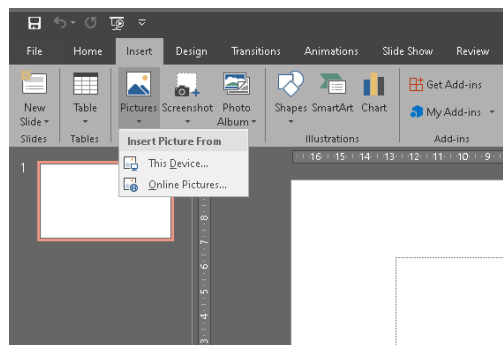 File Home Insert Design Transitions Animations Slide Show Review
New Slide
Table
Pictures
Screenshot
Photo Album
Shapes
SmartArt
Chart
Get Add-ins
My Add-ins
Slides
Tables
Illustrations
Add-ins
Insert Picture From
This Device...
Online Pictures...
16 15 14 13 12 11 10 9
1
8
7
6
5
4
3